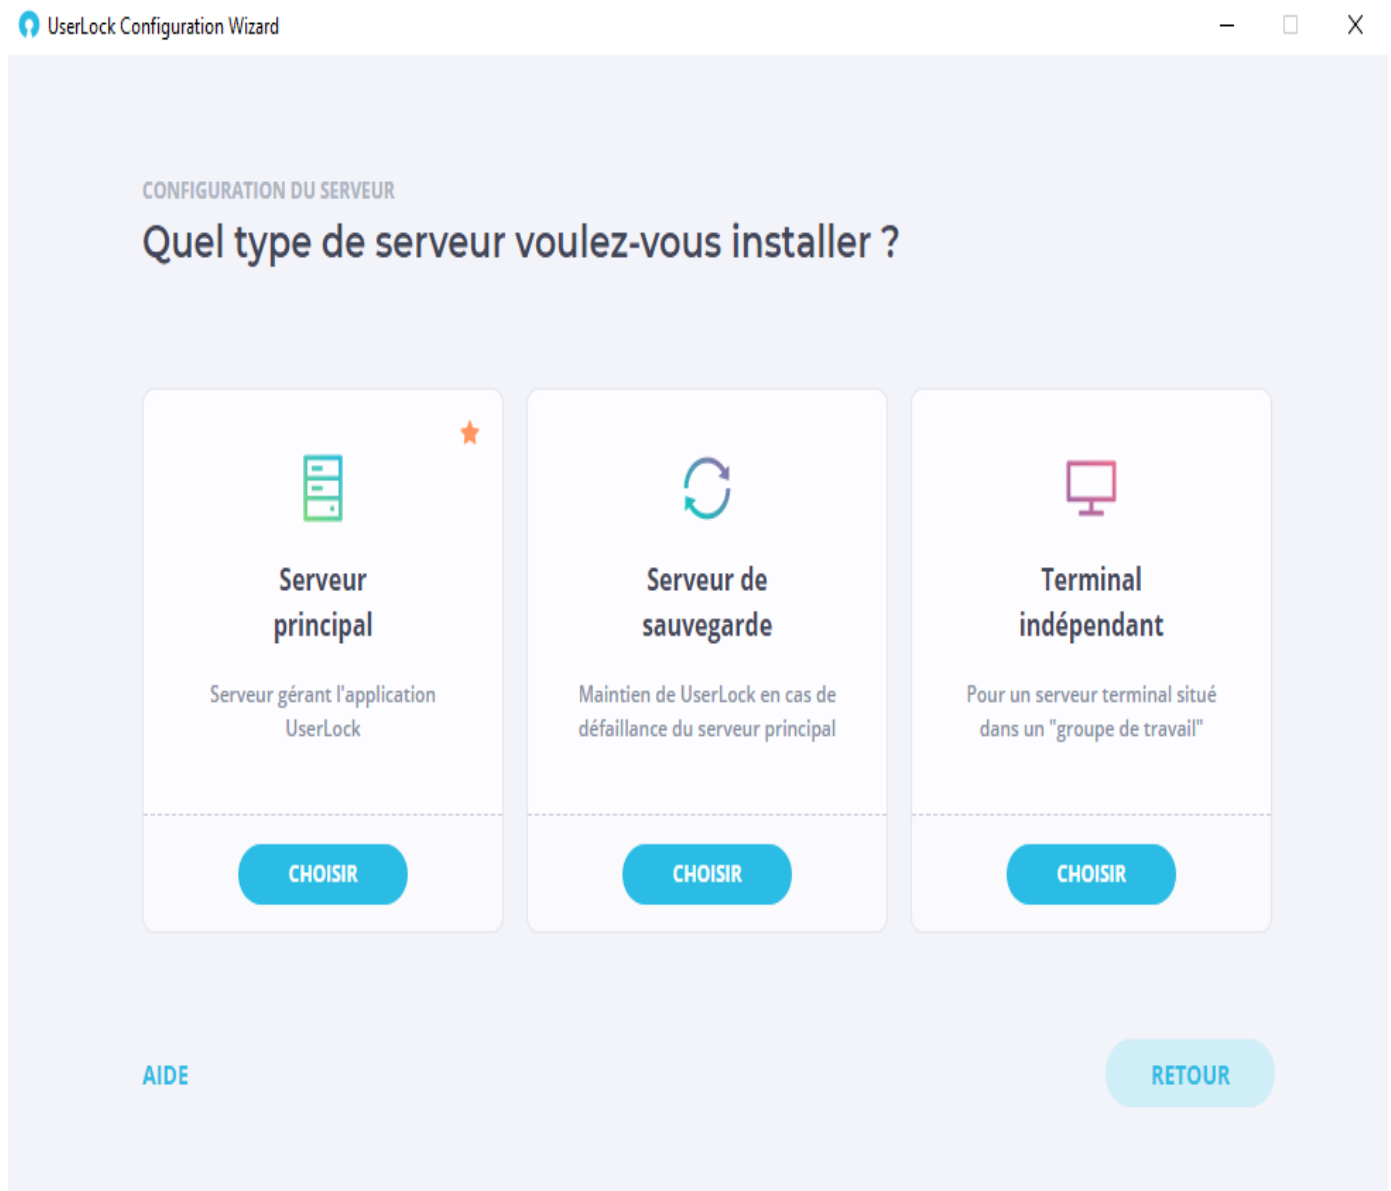 UserLock Configuration Wizard
CONFIGURATION DU SERVEUR
Quel type de serveur voulez-vous installer ?
Serveur
principal
Serveur gérant l'application
UserLock
CHOISIR
Serveur de
sauvegarde
Maintien de UserLock en cas de
défaillance du serveur principal
CHOISIR
Terminal
indépendant
Pour un serveur terminal situé
dans un "groupe de travail"
CHOISIR
AIDE
RETOUR